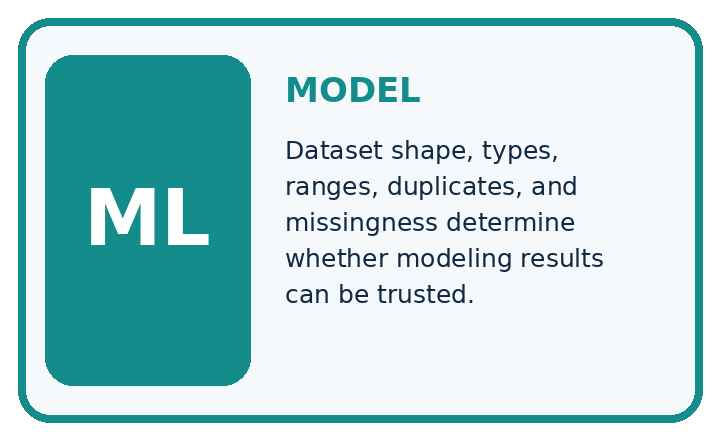 ML
MODEL
Dataset shape, types,
ranges, duplicates, and
missingness determine
whether modeling results
can be trusted.